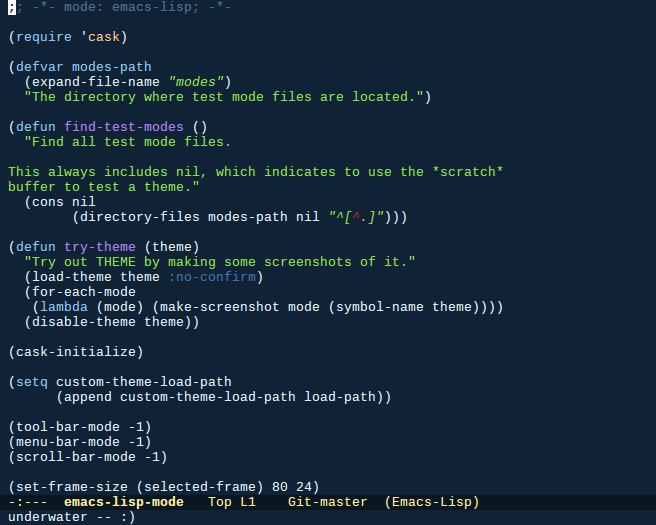 ;; -*- mode: emacs-lisp; -*-

(require 'cask)

(defvar modes-path
  (expand-file-name "modes")
  "The directory where test mode files are located.")

(defun find-test-modes ()
  "Find all test mode files.

This always includes nil, which indicates to use the *scratch*
buffer to test a theme."
  (cons nil
        (directory-files modes-path nil "^[^.]")))

(defun try-theme (theme)
  "Try out THEME by making some screenshots of it."
  (load-theme theme :no-confirm)
  (for-each-mode
   (lambda (mode) (make-screenshot mode (symbol-name theme))))
  (disable-theme theme))

(cask-initialize)

(setq custom-theme-load-path
      (append custom-theme-load-path load-path))

(tool-bar-mode -1)
(menu-bar-mode -1)
(scroll-bar-mode -1)

(set-frame-size (selected-frame) 80 24)
-:---  emacs-lisp-mode   Top L1    Git-master  (Emacs-Lisp)
underwater -- :)